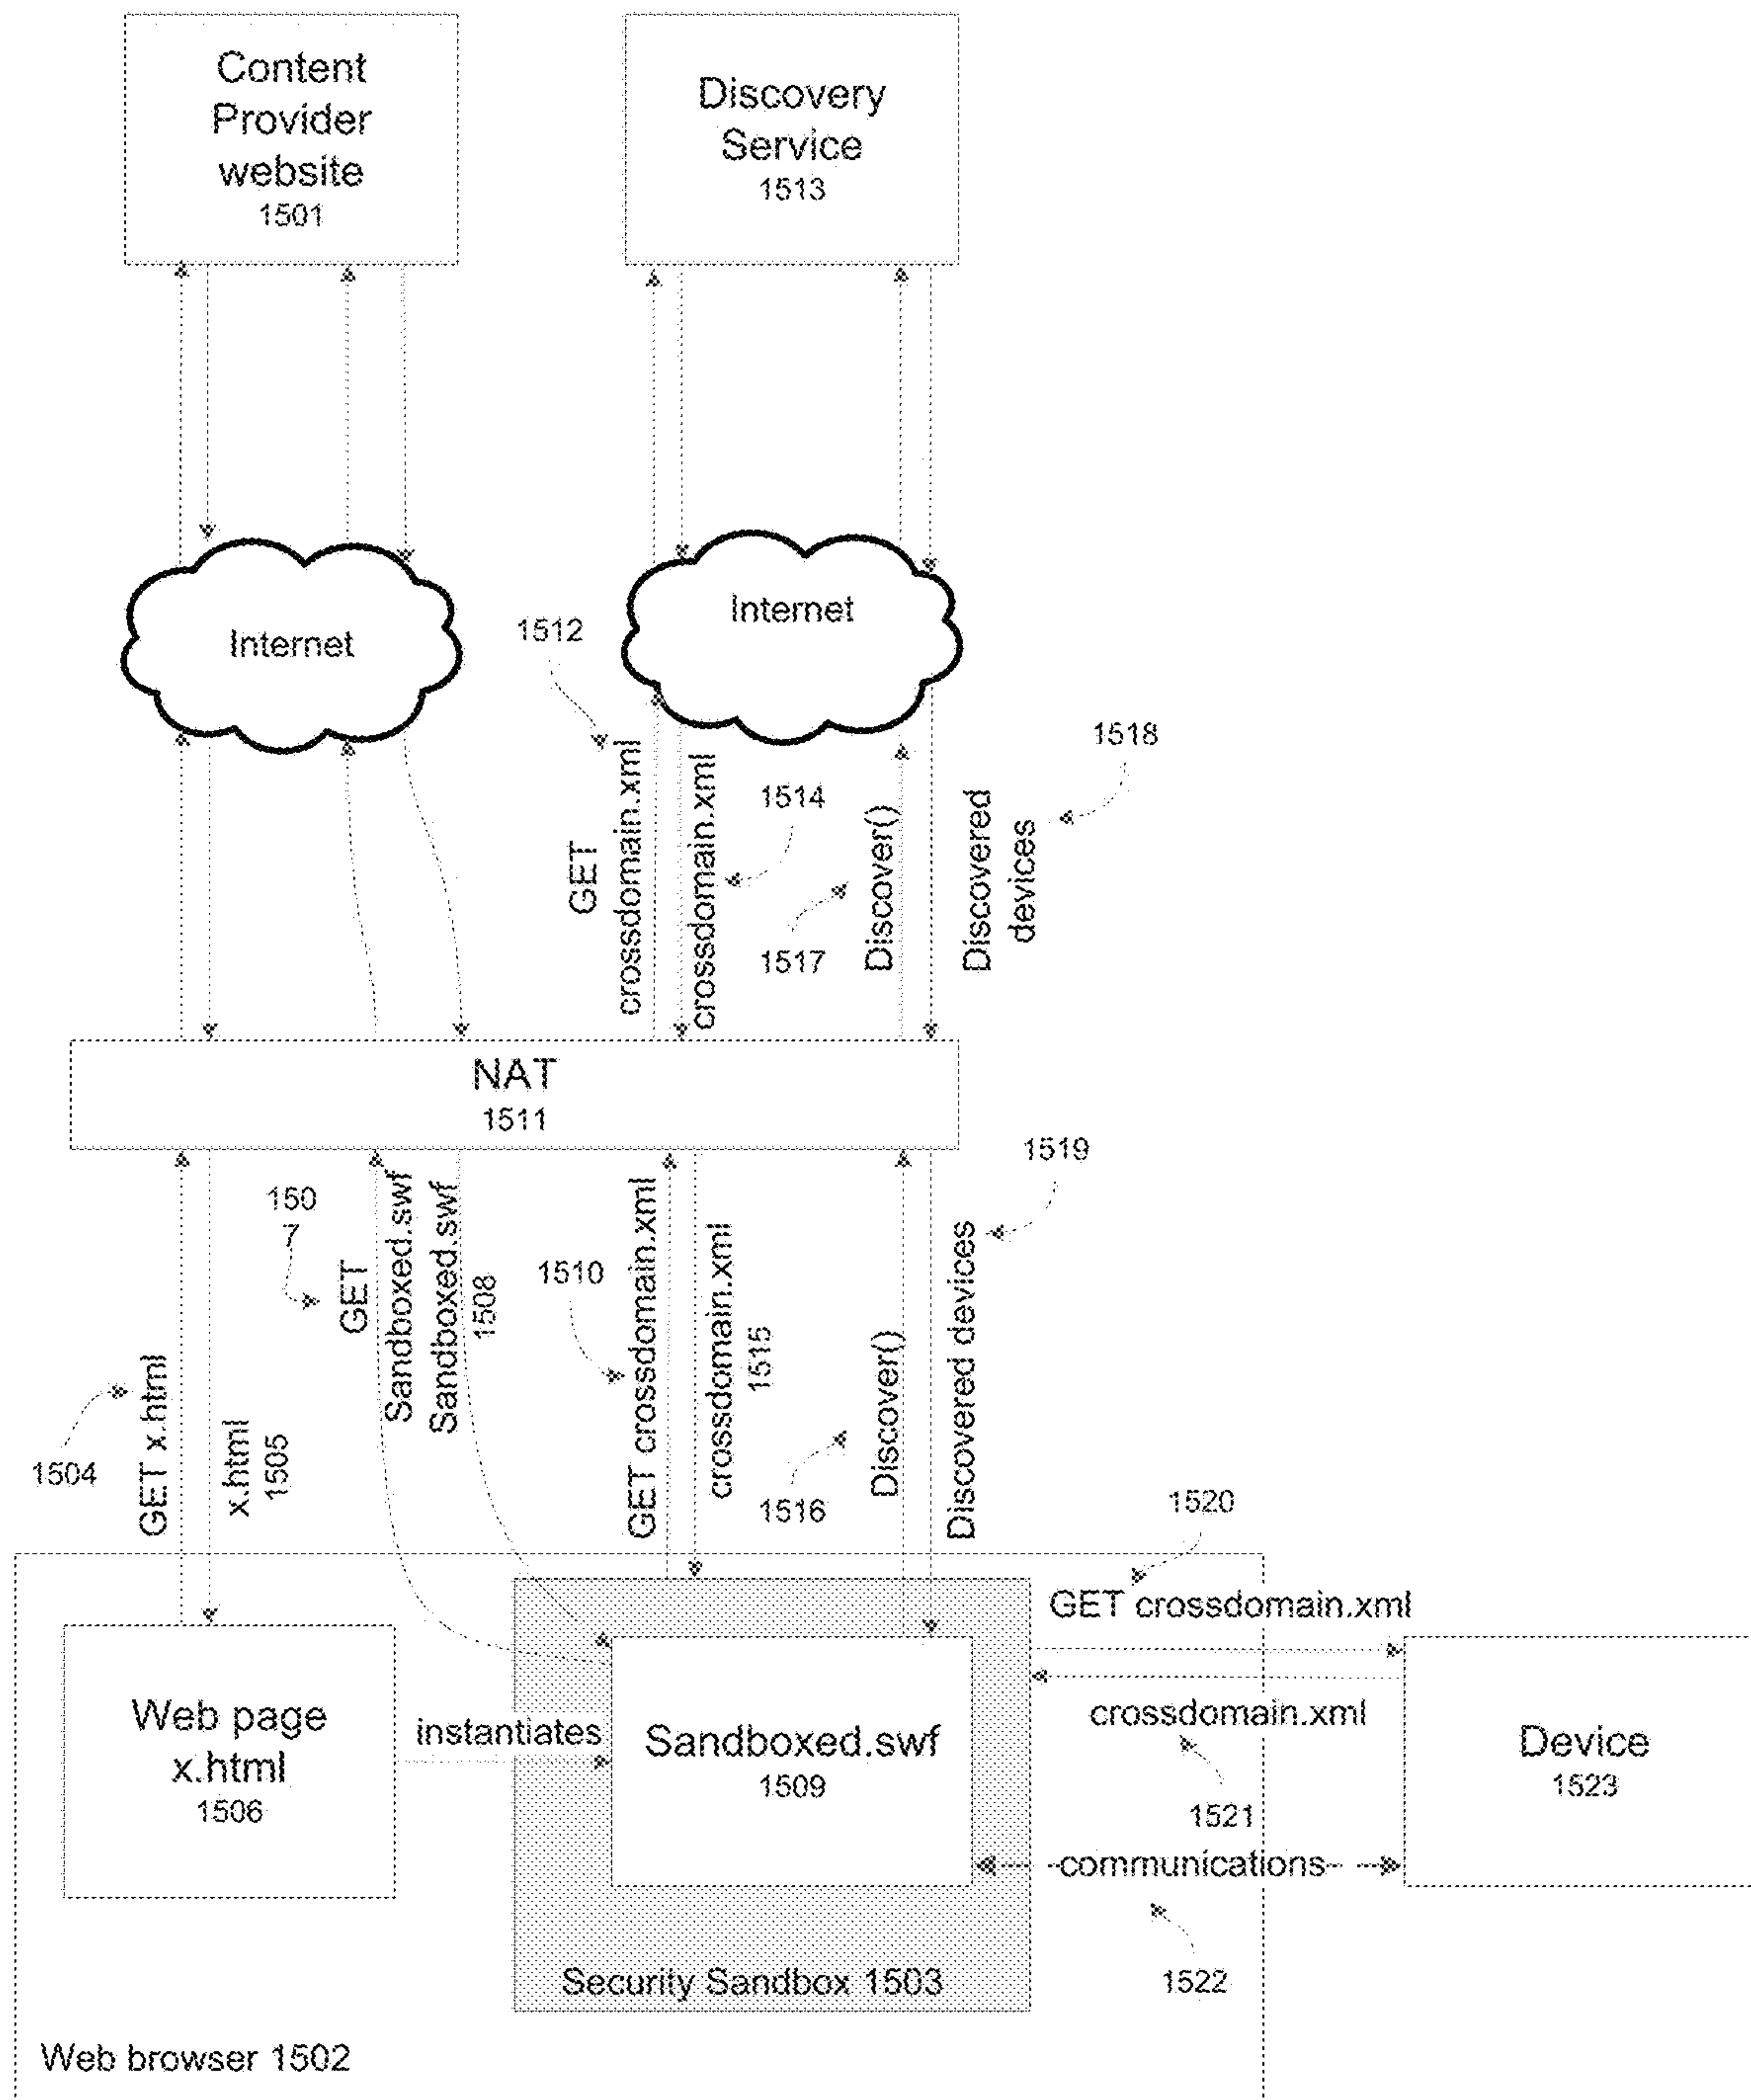 Content
Provider
website
1501
Discovery
Service
1513
Internet
Internet
1512
GET
crossdomain.xml
crossdomain.xml
1514
1517
Discover()
Discovered
devices
1518
NAT
1511
1504
GET x.html
x.html
1505
150
7
GET
Sandboxed.swf
Sandboxed.swf
1508
1510
GET crossdomain.xml
crossdomain.xml
1515
1516
Discover()
Discovered devices
1519
1520
GET crossdomain.xml
Web page
x.html
1506
instantiates
Sandboxed.swf
1509
crossdomain.xml
1521
Device
1523
communications
1522
Security Sandbox 1503
Web browser 1502